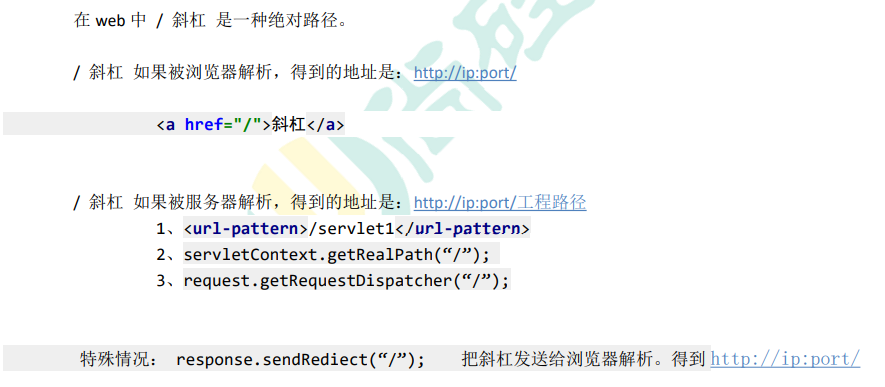 在 web 中 / 斜杠 是一种绝对路径。
/ 斜杠 如果被浏览器解析，得到的地址是：http://ip:port/
<a href="/">斜杠</a>
/ 斜杠 如果被服务器解析，得到的地址是：http://ip:port/工程路径
1、<url-pattern>/servlet1</url-pattern>
2、servletContext.getRealPath(“/”);
3、request.getRequestDispatcher(“/”);
特殊情况： response.sendRediect(“/”); 把斜杠发送给浏览器解析。得到 http://ip:port/